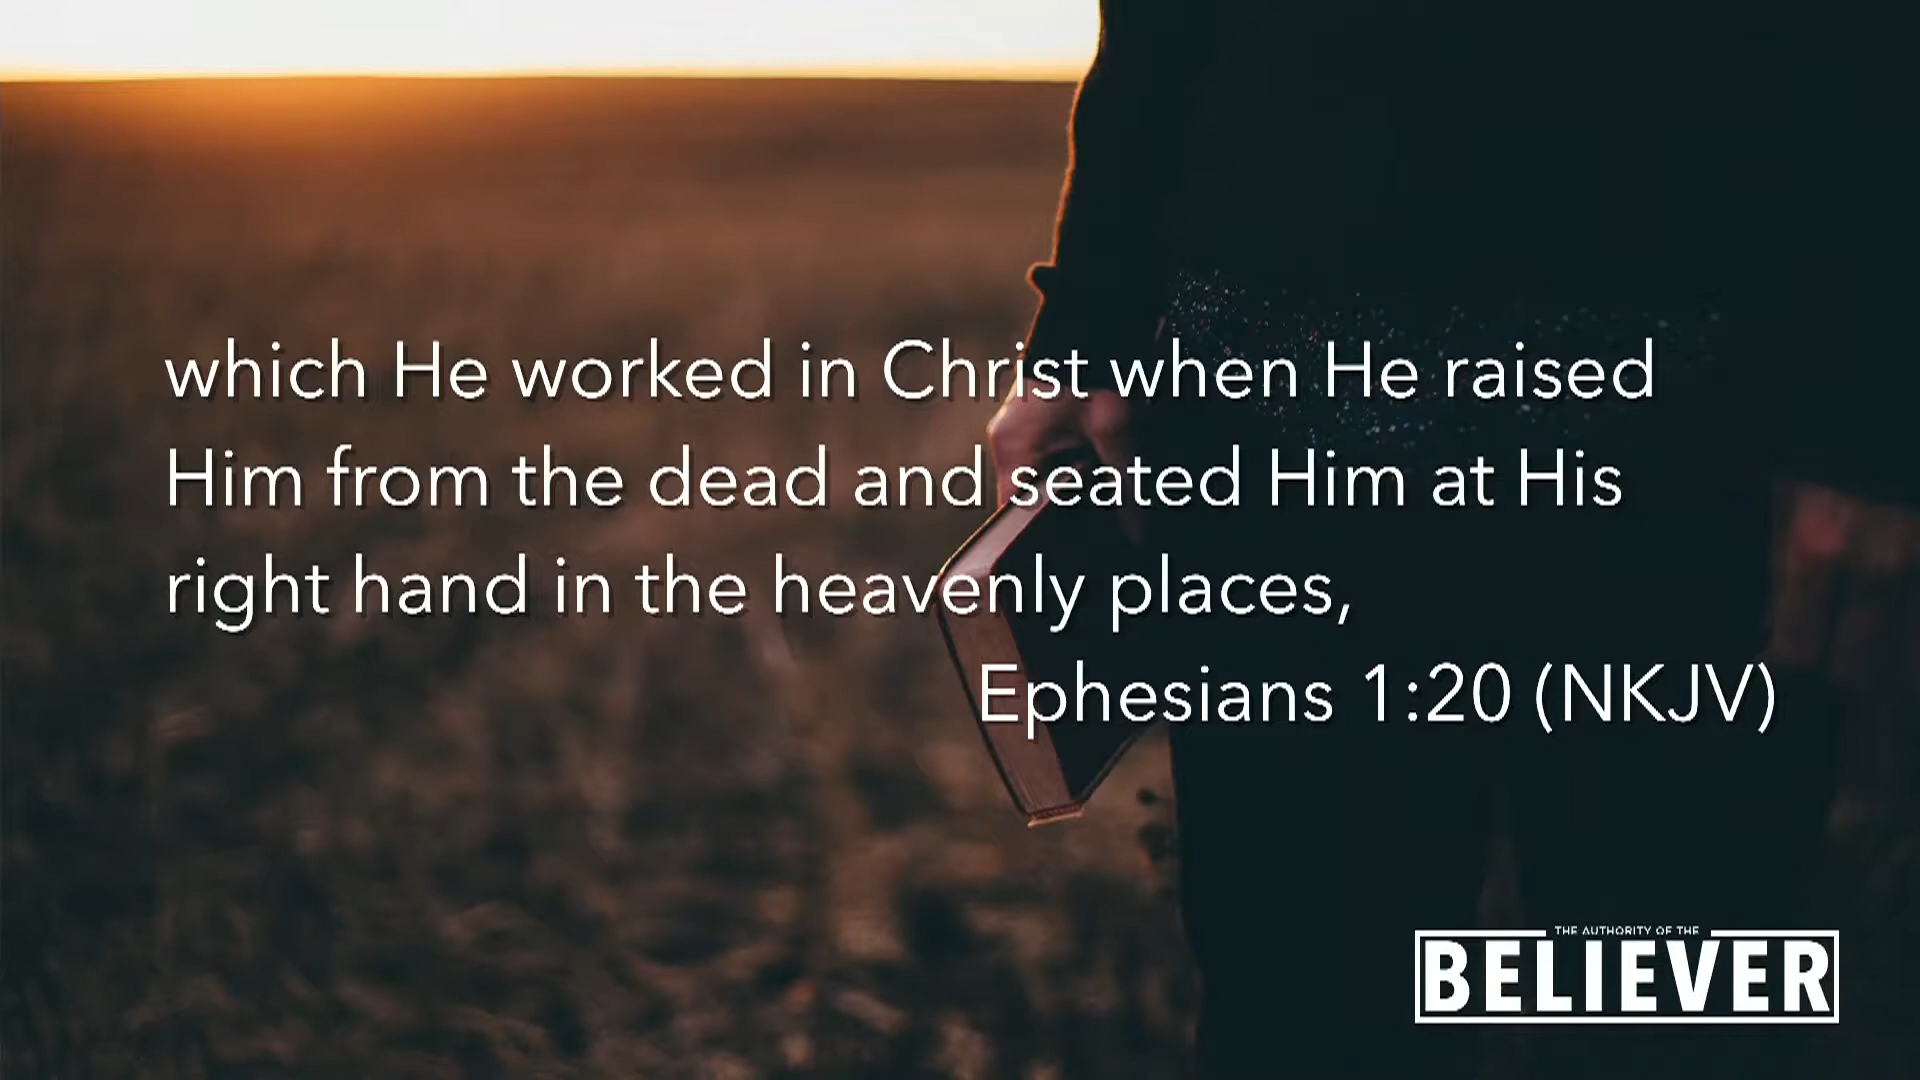 which He worked in Christ when He raised
Him from the dead and seated Him at His
right hand in the heavenly places,
Ephesians 1:20 (NKJV)
THE AUTHORITY OF THE
BELIEVER